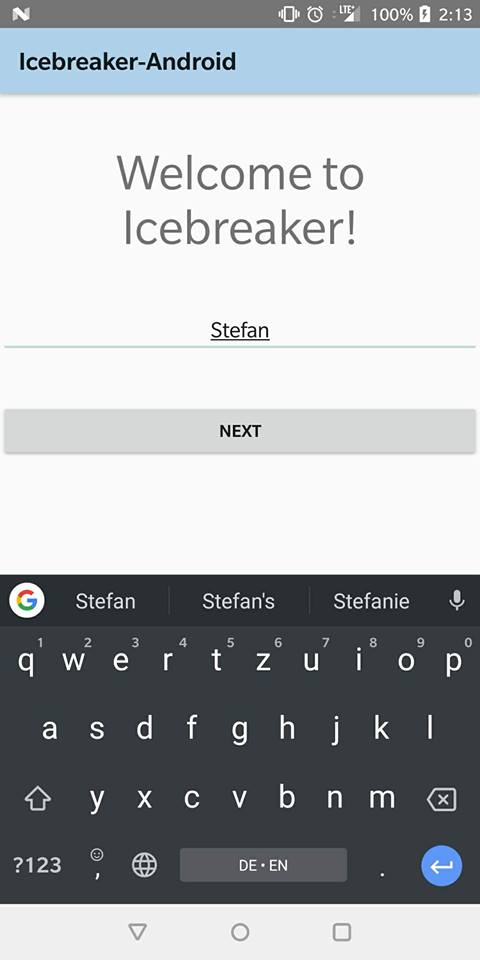 LTE 100% 2:13
Icebreaker-Android
Welcome to
Icebreaker!
Stefan
NEXT
Stefan Stefan's Stefanie
1 2 3 4 5 6 7 8 9 0
q w e r t z u i o p
a s d f g h j k l
y x c v b n m
?123 , DE • EN .